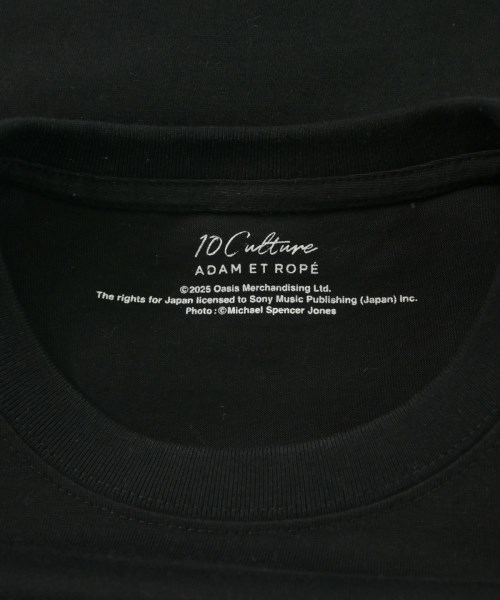 10 Culture
ADAM ET ROPÉ
©2025 Oasis Merchandising Ltd.
The rights for Japan licensed to Sony Music Publishing (Japan) Inc.
Photo : ©Michael Spencer Jones